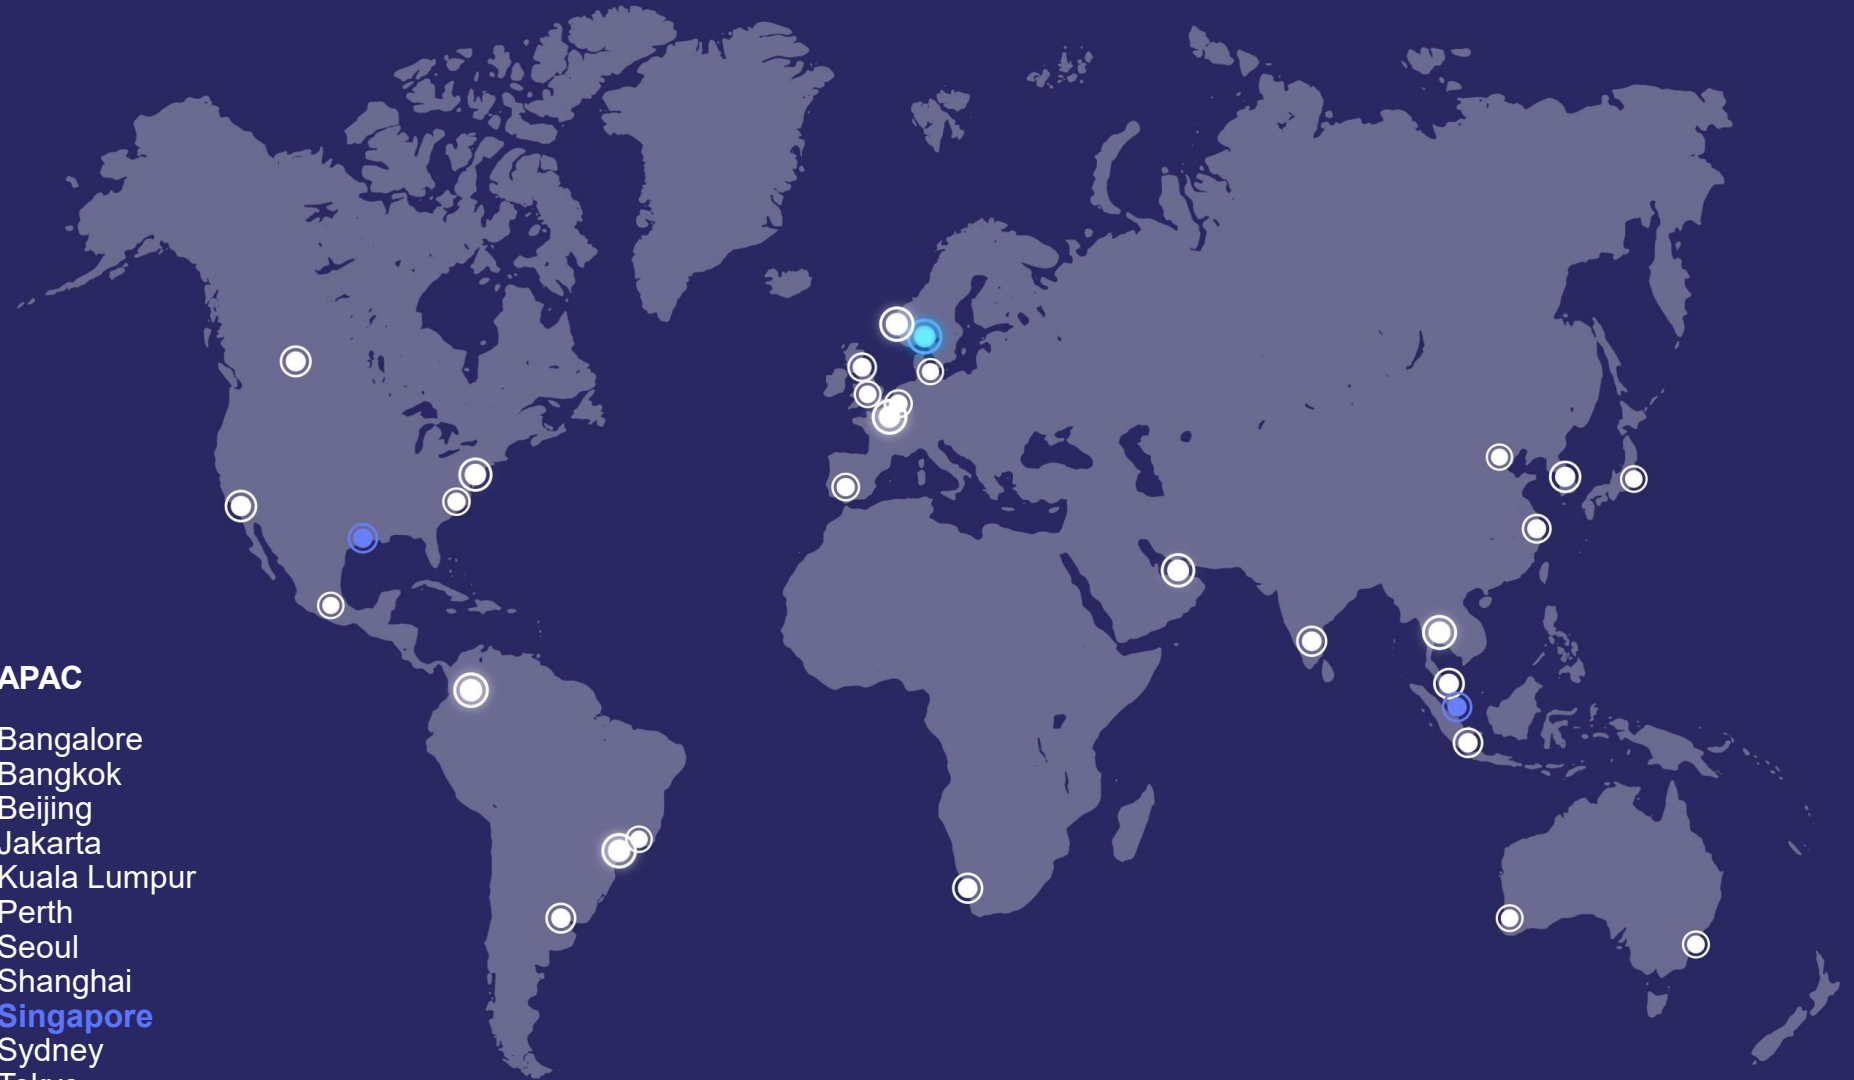 APAC
Bangalore
Bangkok
Beijing
Jakarta
Kuala Lumpur
Perth
Seoul
Shanghai
Singapore
Sydney